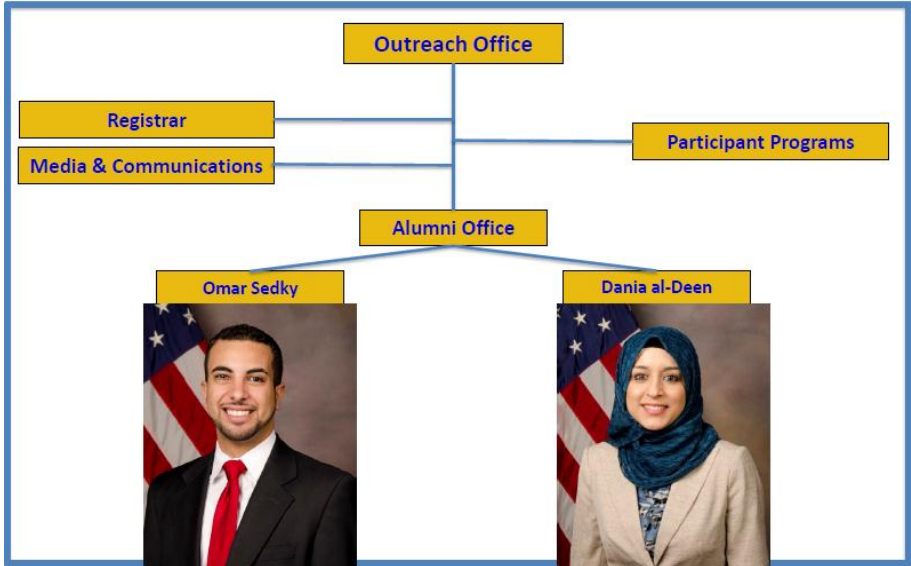 Outreach Office
Registrar
Participant Programs
Media & Communications
Alumni Office
Omar Sedky
Dania al-Deen